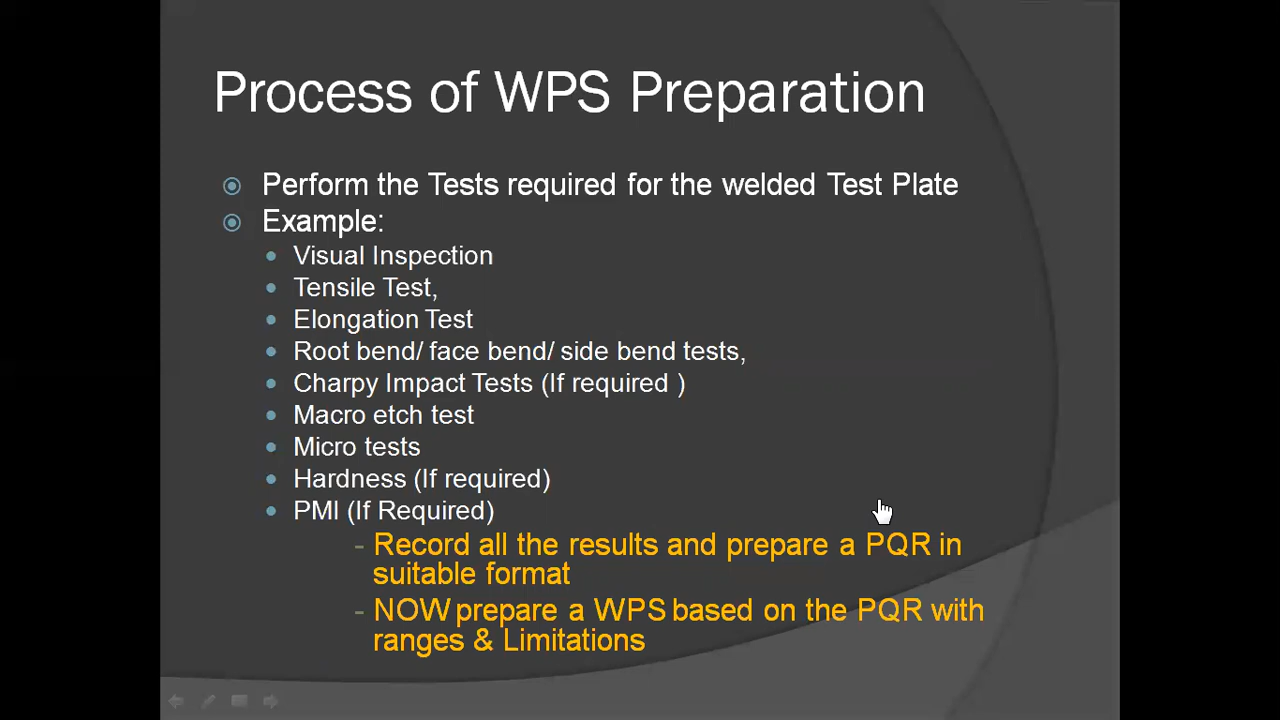 Process of WPS Preparation
Perform the Tests required for the welded Test Plate
Example:
Visual Inspection
Tensile Test,
Elongation Test
Root bend/ face bend/ side bend tests,
Charpy Impact Tests (If required )
Macro etch test
Micro tests
Hardness (If required)
PMI (If Required)
- Record all the results and prepare a PQR in
suitable format
- NOW prepare a WPS based on the PQR with
ranges & Limitations